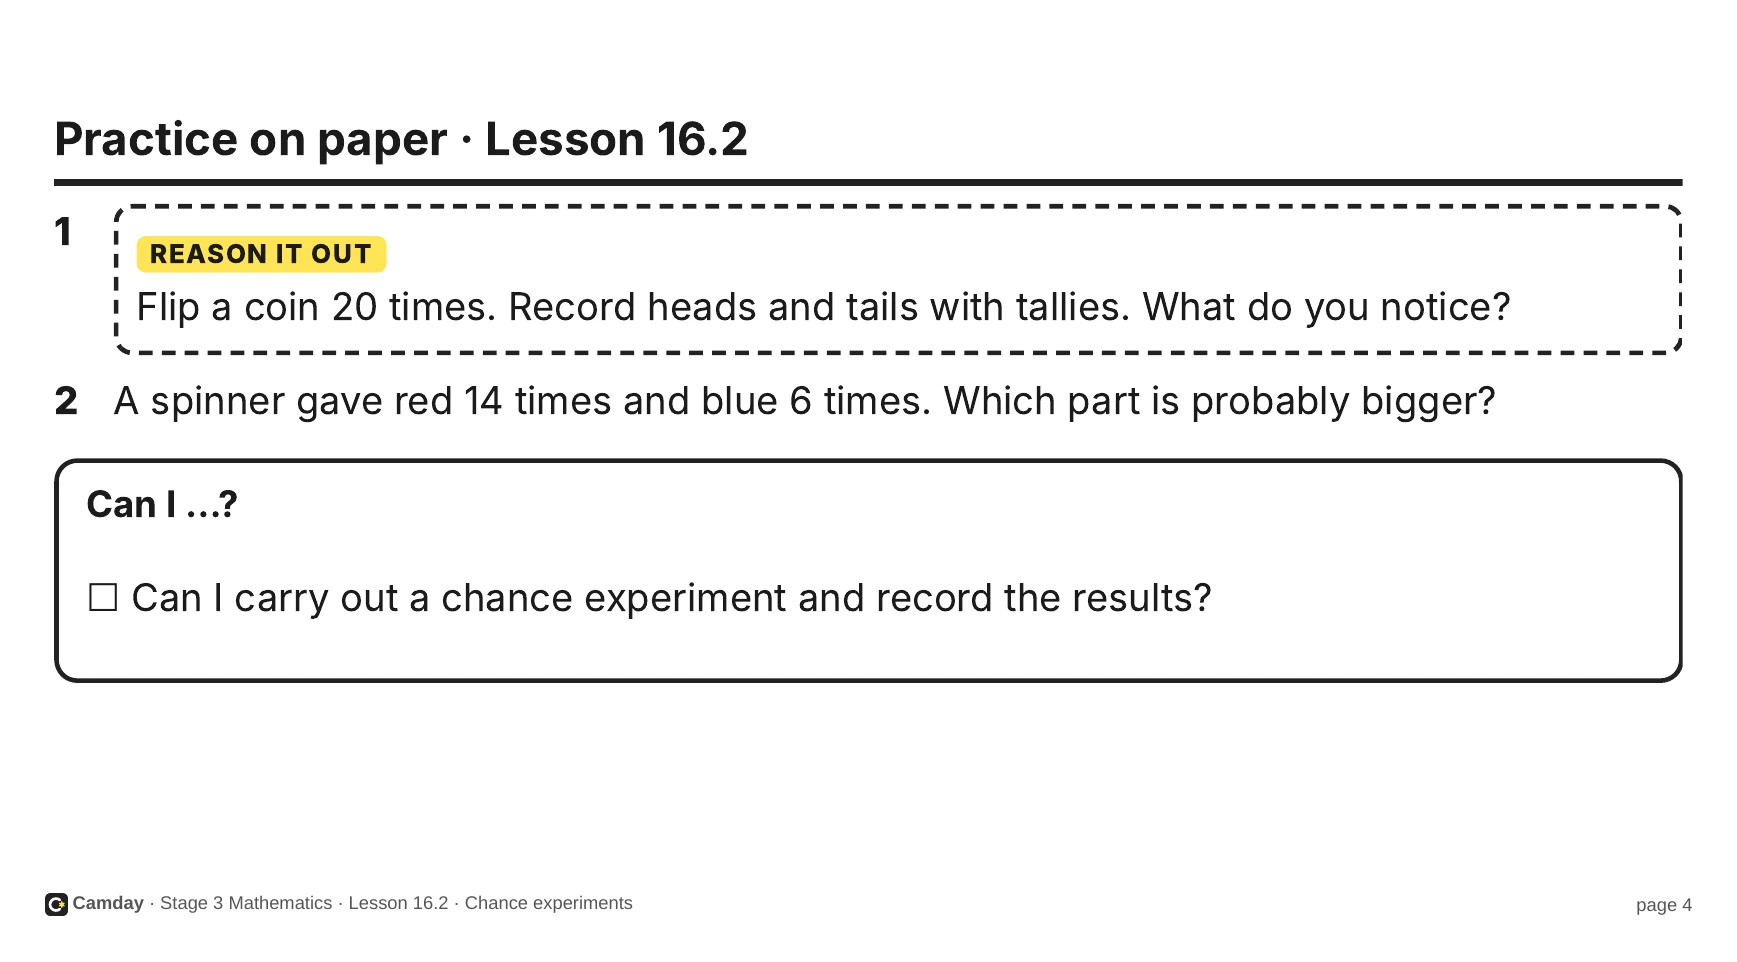 Practice on paper · Lesson 16.2
1
REASON IT OUT
Flip a coin 20 times. Record heads and tails with tallies. What do you notice?
2 A spinner gave red 14 times and blue 6 times. Which part is probably bigger?
Can I …?
☐ Can I carry out a chance experiment and record the results?
Camday · Stage 3 Mathematics · Lesson 16.2 · Chance experiments
page 4